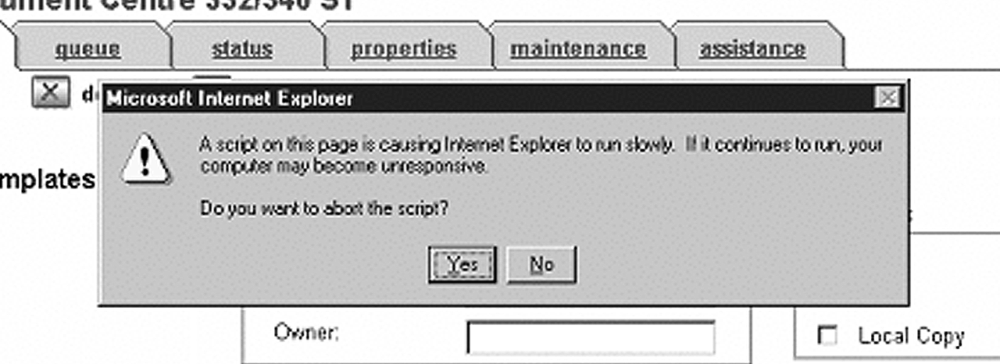 Centre 332/340 ST
queue status properties maintenance assistance
Microsoft Internet Explorer
A script on this page is causing Internet Explorer to run slowly. If it continues to run, your
computer may become unresponsive.
mplates
Do you want to abort the script?
Yes No
Owner:
Local Copy